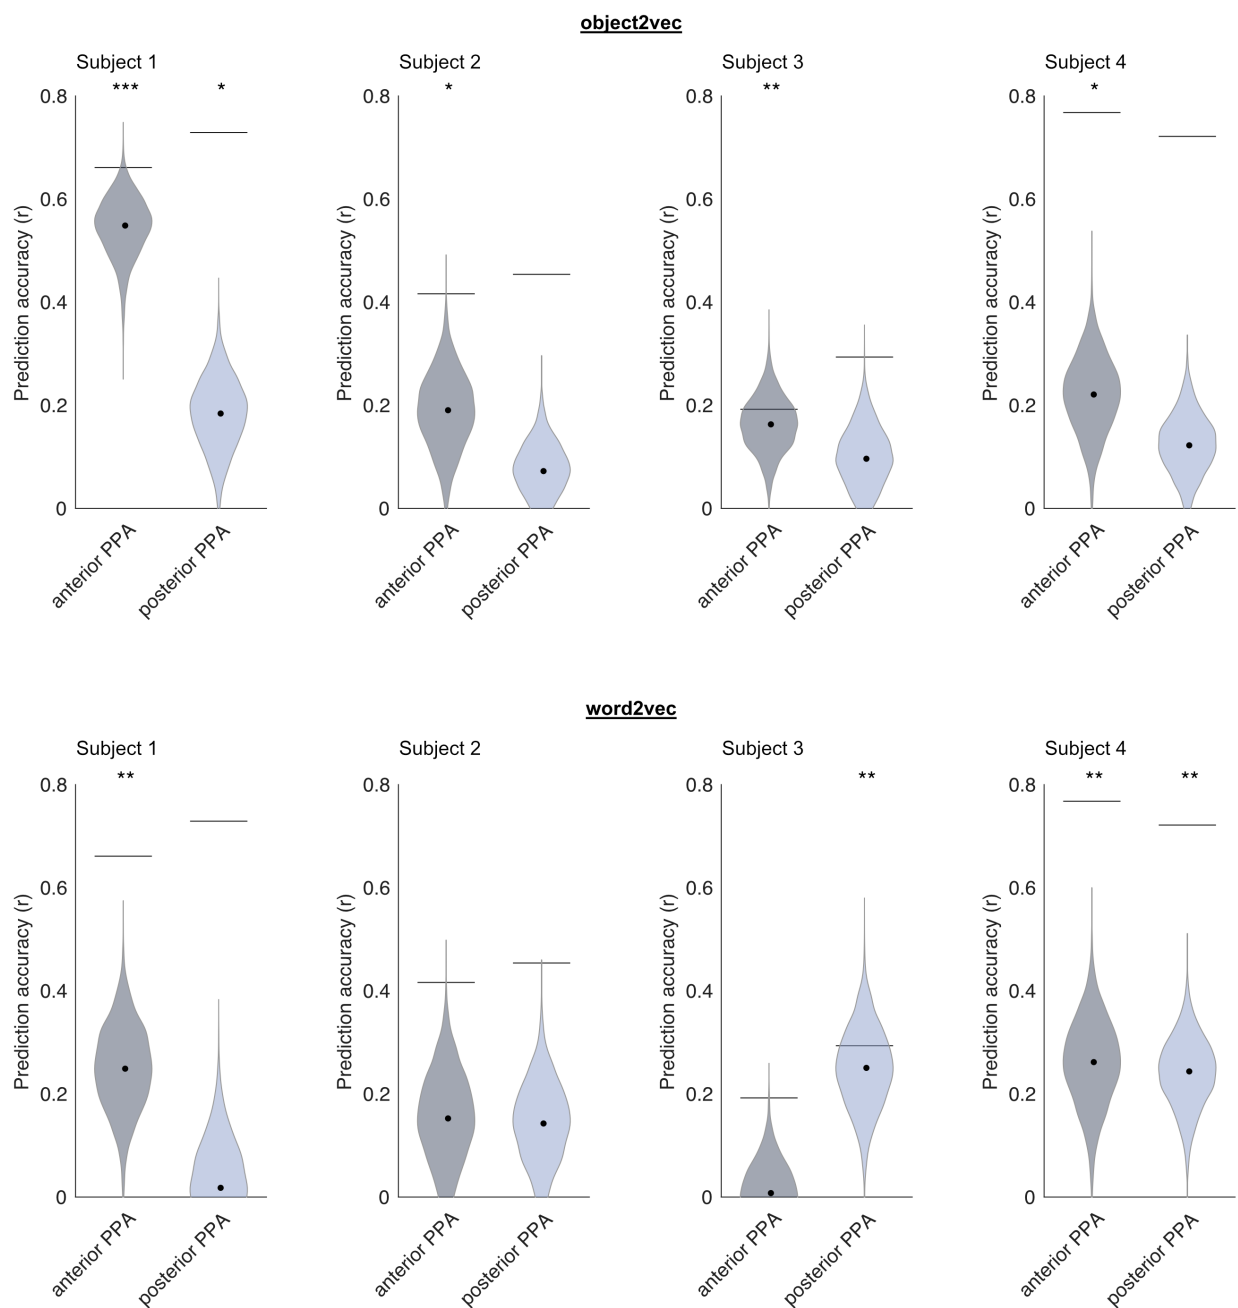 object2vec
Subject 1
Subject 2
Subject 3
Subject 4
*** * * ** *
0.8 0.8 0.8 0.8
0.6 0.6 0.6 0.6
0.4 0.4 0.4 0.4
0.2 0.2 0.2 0.2
0 0 0 0
Prediction accuracy (r)
Prediction accuracy (r)
Prediction accuracy (r)
Prediction accuracy (r)
anterior PPA
posterior PPA
anterior PPA
posterior PPA
anterior PPA
posterior PPA
anterior PPA
posterior PPA
word2vec
Subject 1
Subject 2
Subject 3
Subject 4
** ** ** **
0.8 0.8 0.8 0.8
0.6 0.6 0.6 0.6
0.4 0.4 0.4 0.4
0.2 0.2 0.2 0.2
0 0 0 0
Prediction accuracy (r)
Prediction accuracy (r)
Prediction accuracy (r)
Prediction accuracy (r)
anterior PPA
posterior PPA
anterior PPA
posterior PPA
anterior PPA
posterior PPA
anterior PPA
posterior PPA